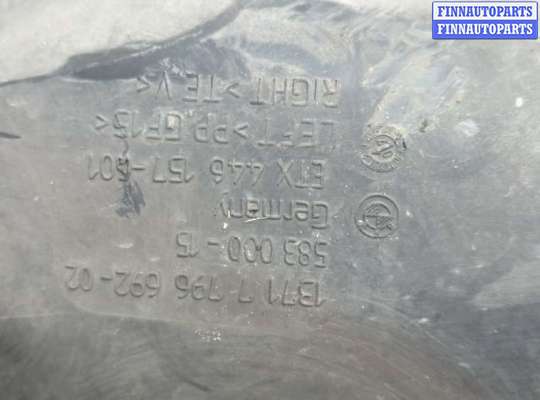 FINNAUTOPARTS
FINNAUTOPARTS
1371 7 796 692-02
583 000-15
Germany
ETX 446 157
LEFT >PP GF15<
RIGHT >TE V<